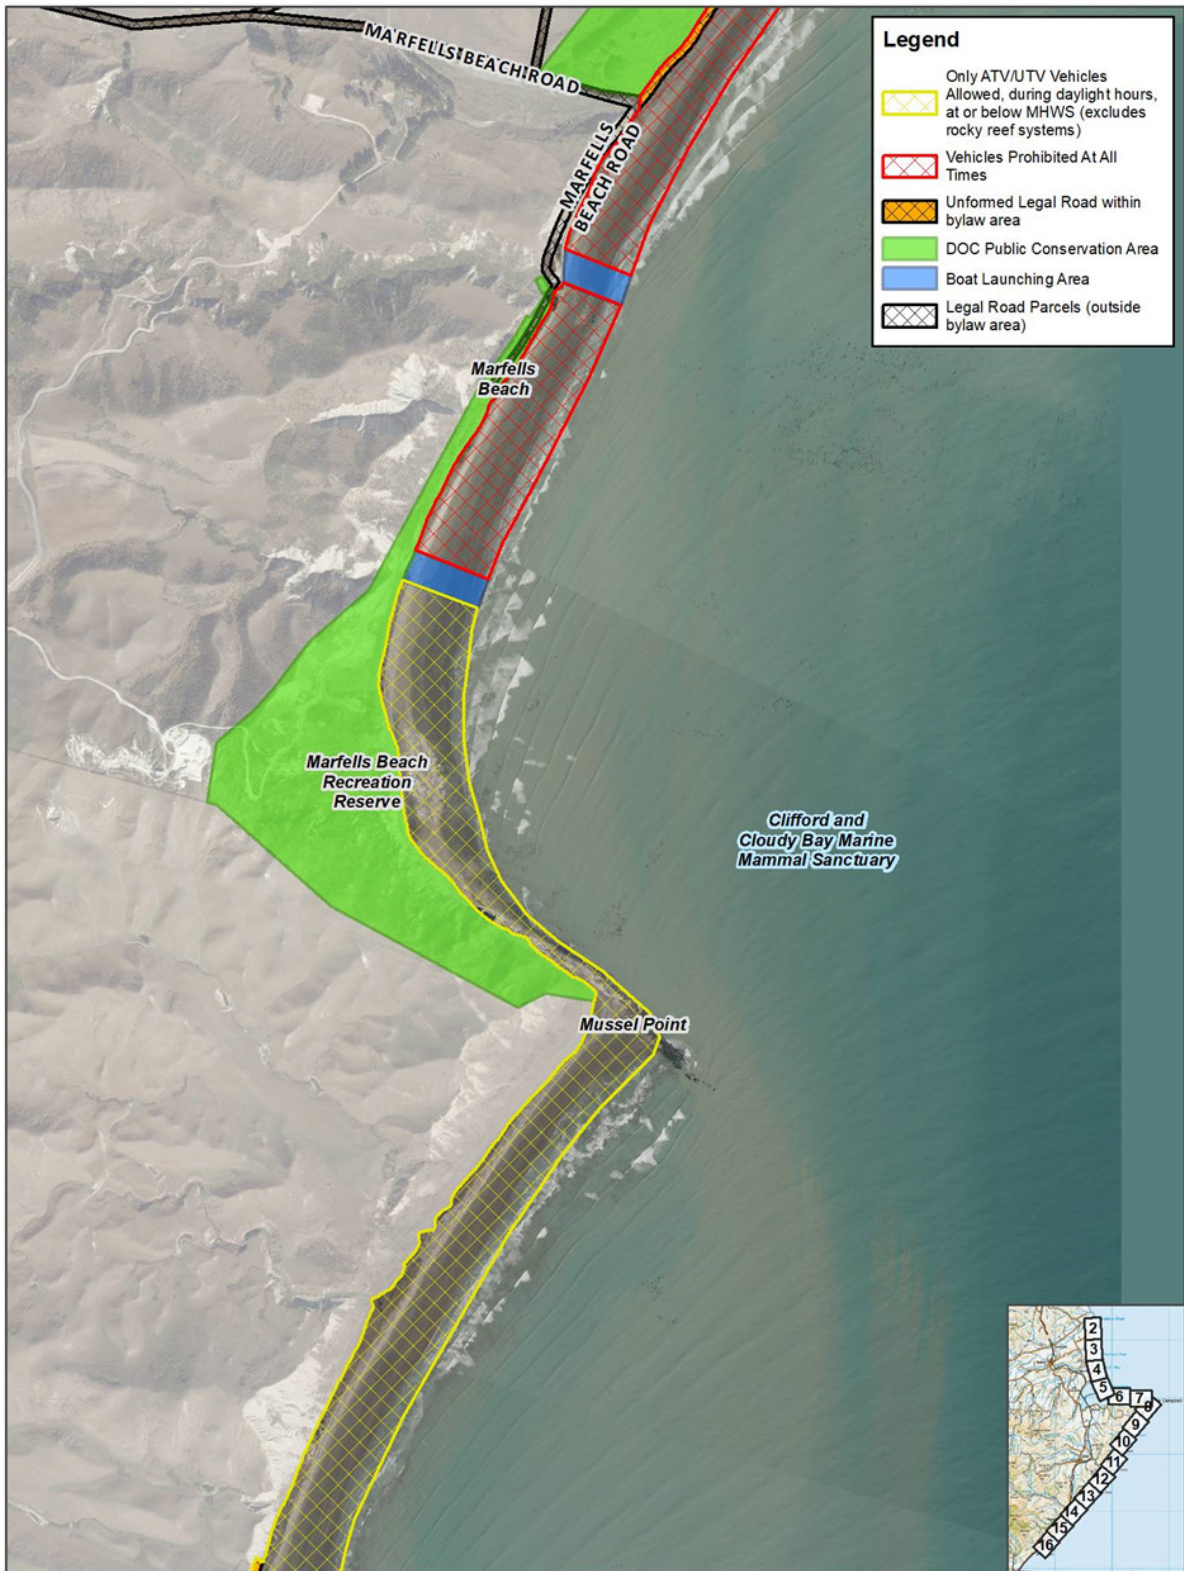 MARFELLS BEACH ROAD
Legend
Only ATV/UTV Vehicles
Allowed, during daylight hours,
at or below MHWS (excludes
rocky reef systems)
Vehicles Prohibited At All
Times
Unformed Legal Road within
bylaw area
DOC Public Conservation Area
Boat Launching Area
Legal Road Parcels (outside
bylaw area)
MARFELLS
BEACH ROAD
Marfells
Beach
Marfells Beach
Recreation
Reserve
Clifford and
Cloudy Bay Marine
Mammal Sanctuary
Mussel Point
2
3
4
5
6
7
8
9
10
11
12
13
14
15
16